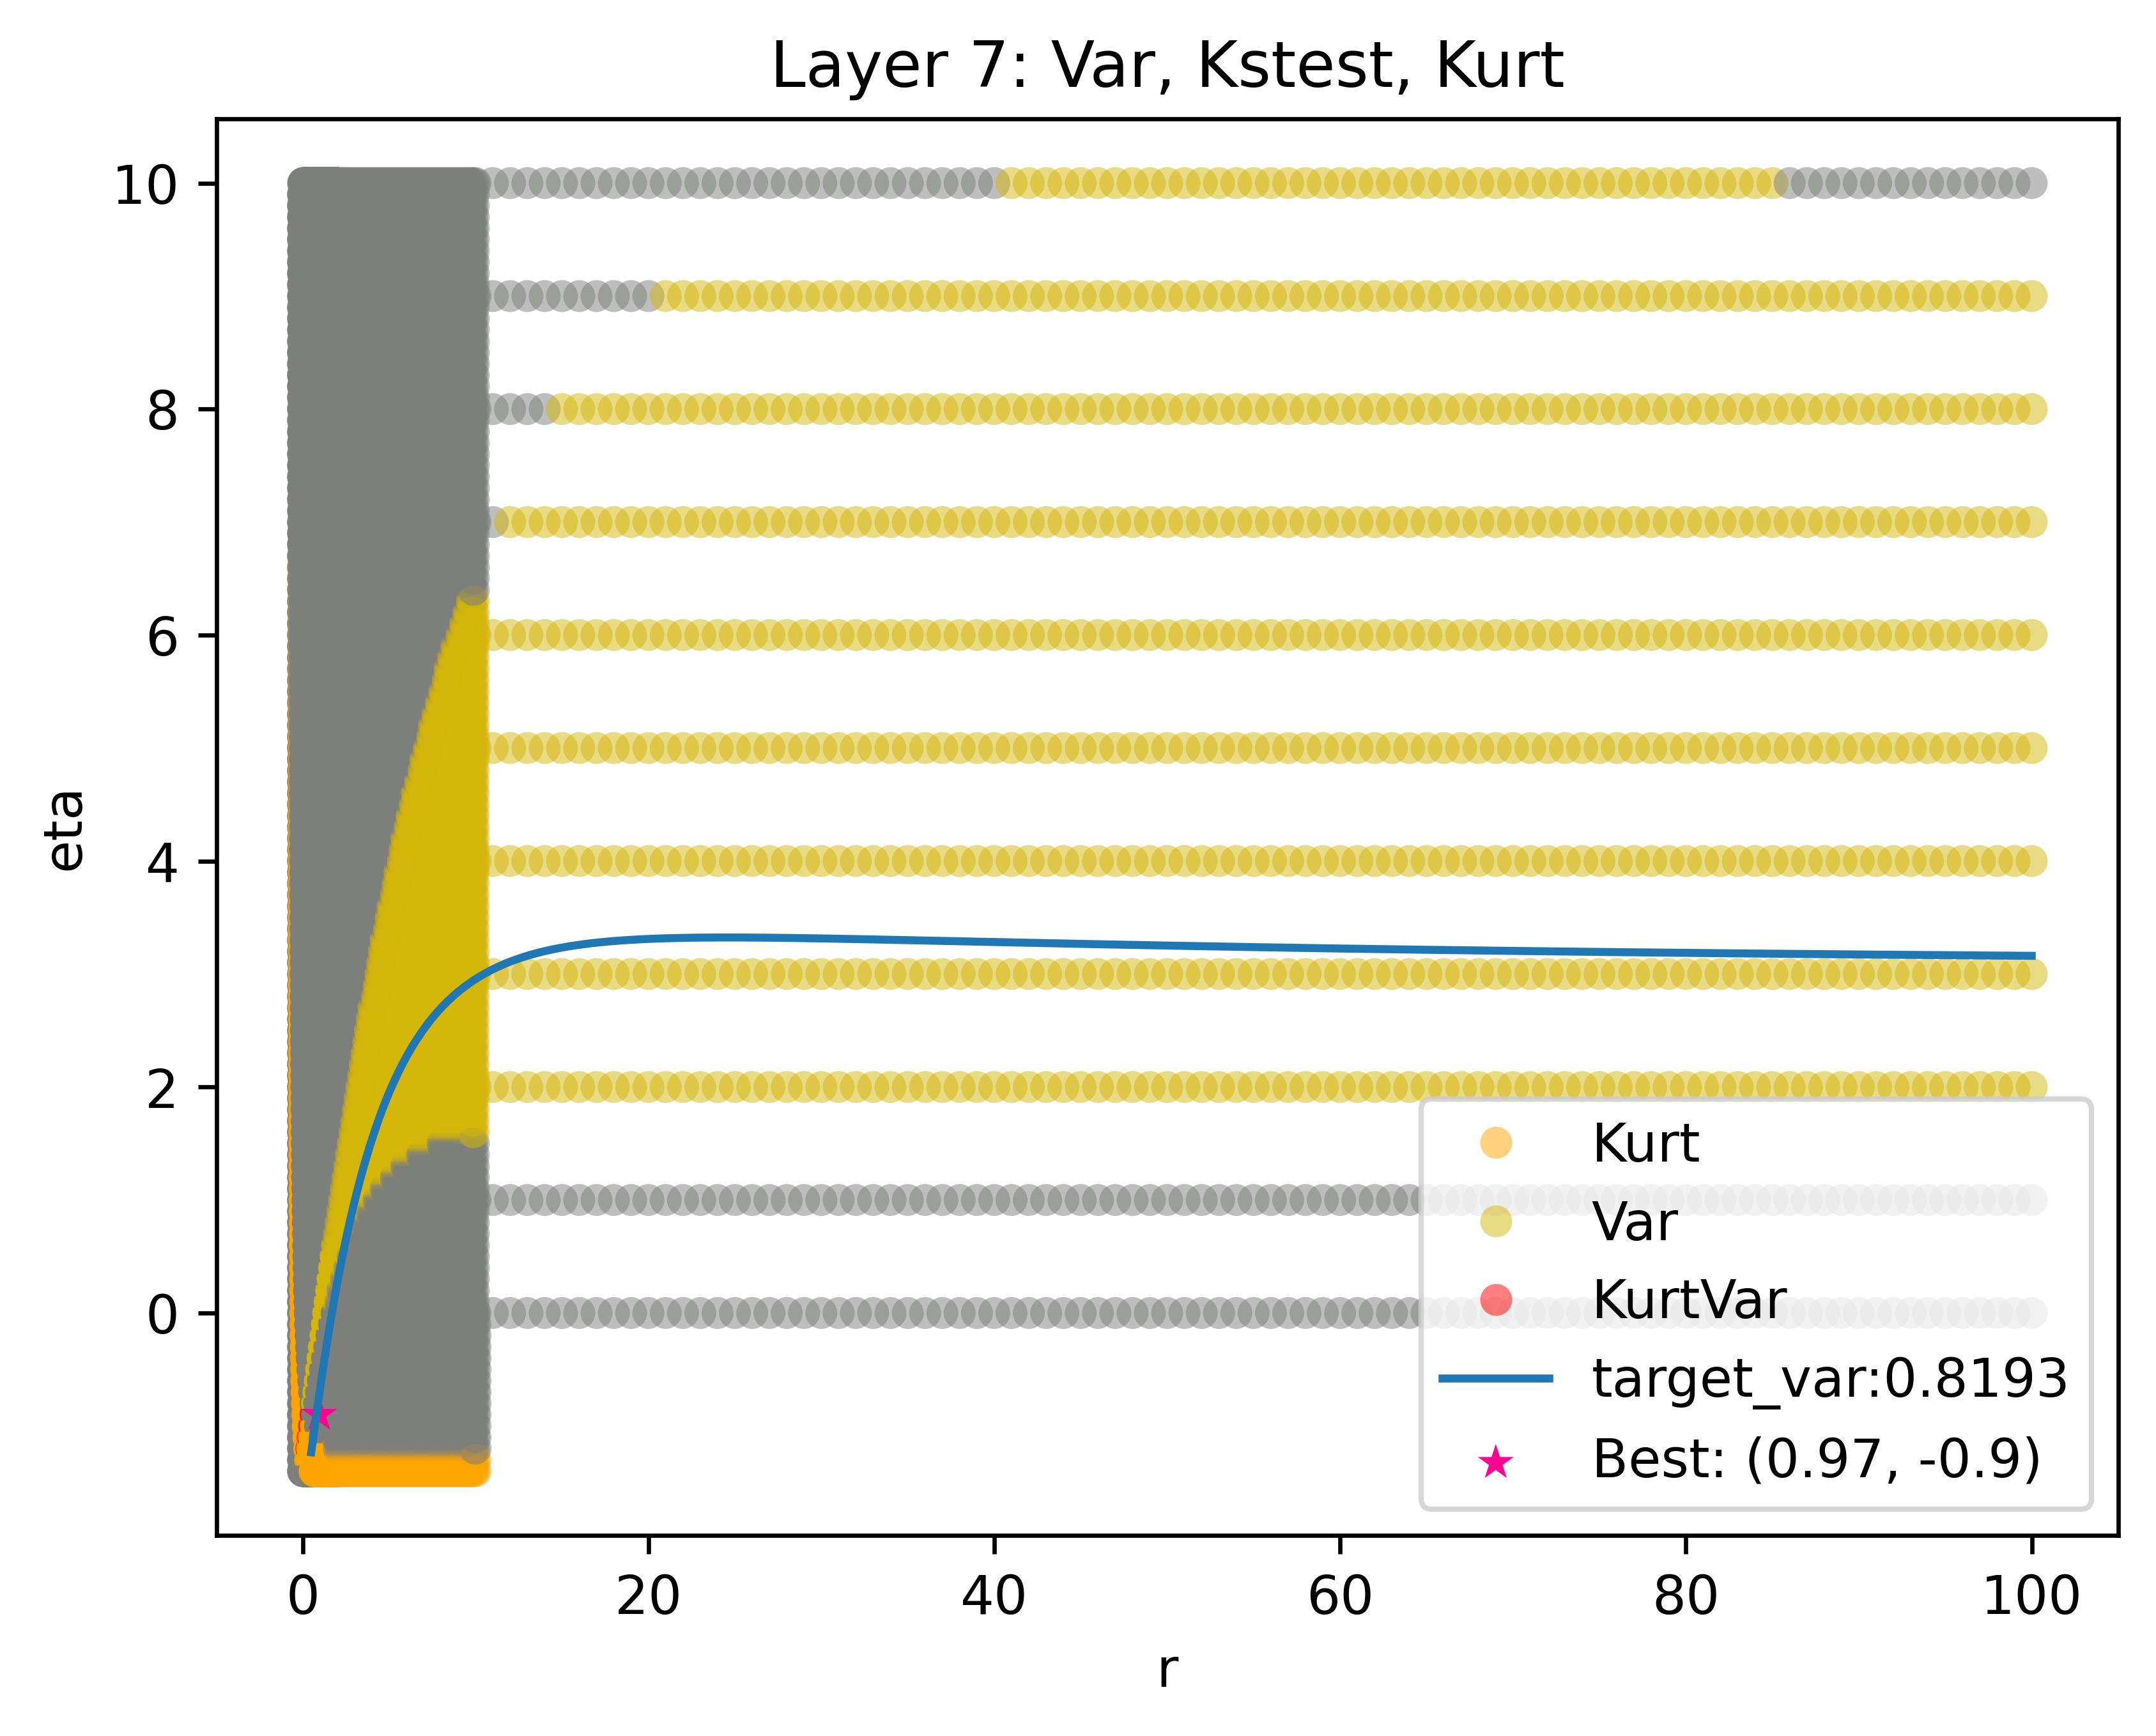 Layer 7: Var, Kstest, Kurt
10
8
6
4
2
0
eta
Kurt
Var
KurtVar
target_var:0.8193
Best: (0.97, -0.9)
0 20 40 60 80 100
r